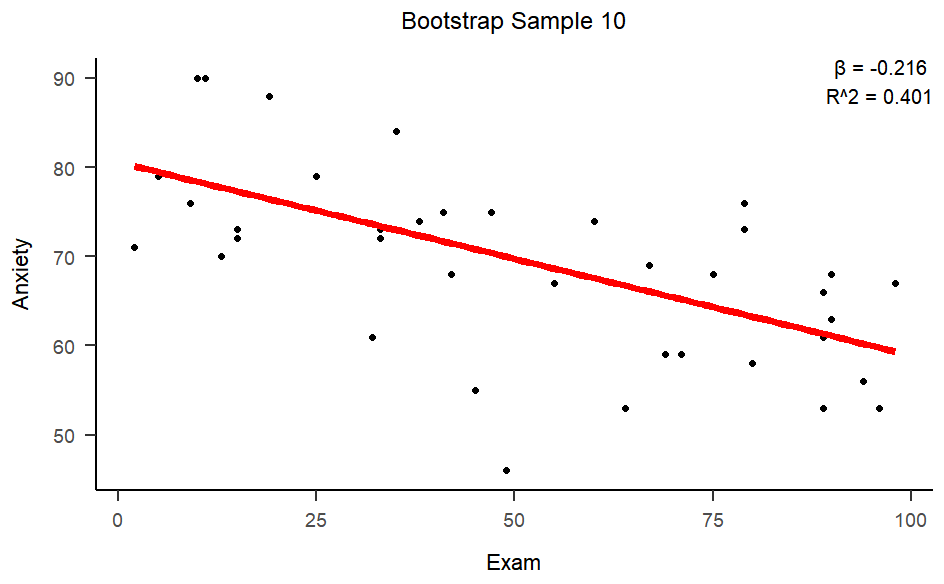 Bootstrap Sample 10
β = -0.216
R^2 = 0.401
90
80
70
60
50
Anxiety
0 25 50 75 100
Exam